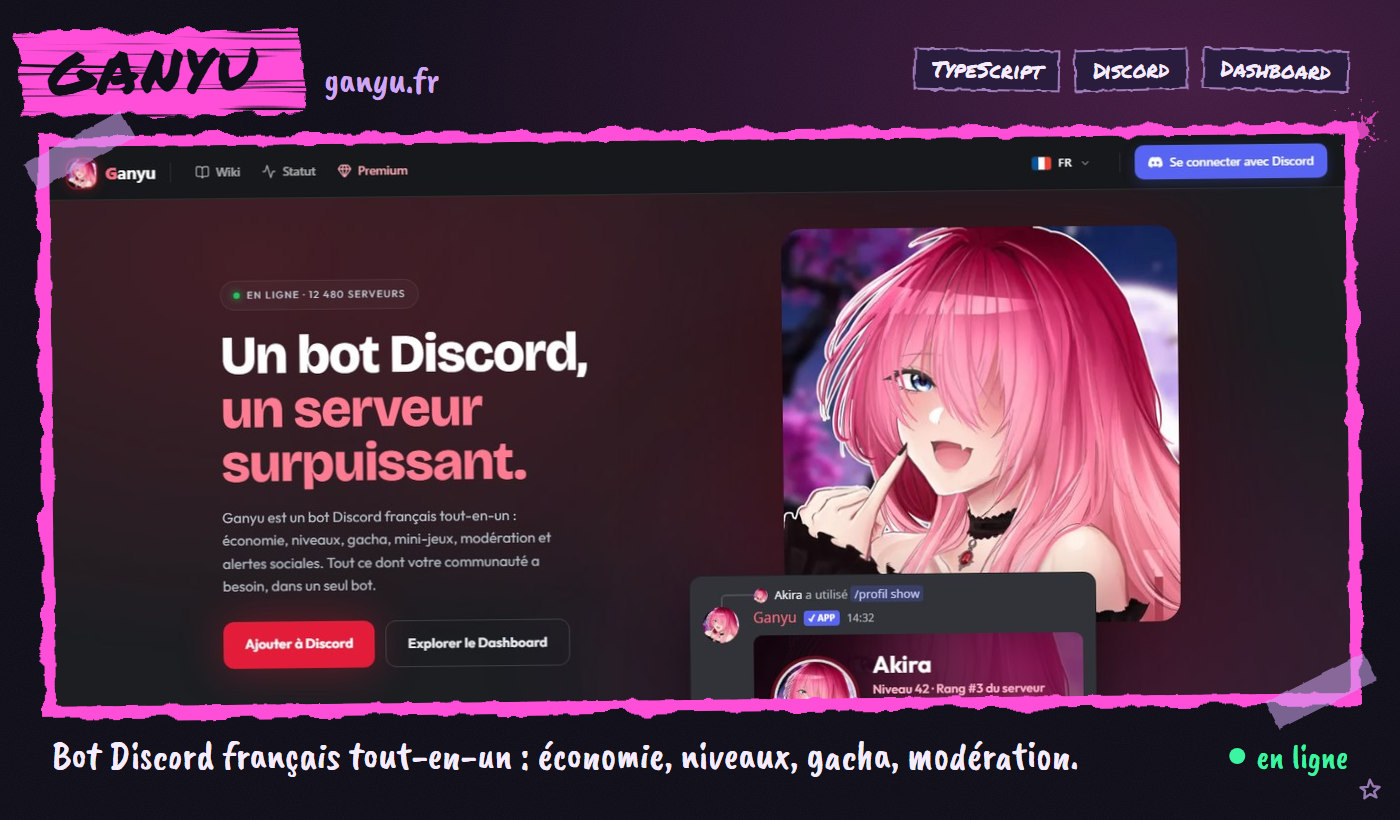 GANYU
ganyu.fr
TypeScript
Discord
Dashboard
Ganyu
Wiki
Statut
Premium
FR
Se connecter avec Discord
EN LIGNE · 12 480 SERVEURS
Un bot Discord,
un serveur
surpuissant.
Ganyu est un bot Discord français tout-en-un :
économie, niveaux, gacha, mini-jeux, modération et
alertes sociales. Tout ce dont votre communauté a
besoin, dans un seul bot.
Ajouter à Discord
Explorer le Dashboard
Akira a utilisé /profil show
Ganyu ✓ APP 14:32
Akira
Niveau 42 · Rang #3 du serveur
Bot Discord français tout-en-un : économie, niveaux, gacha, modération.
en ligne